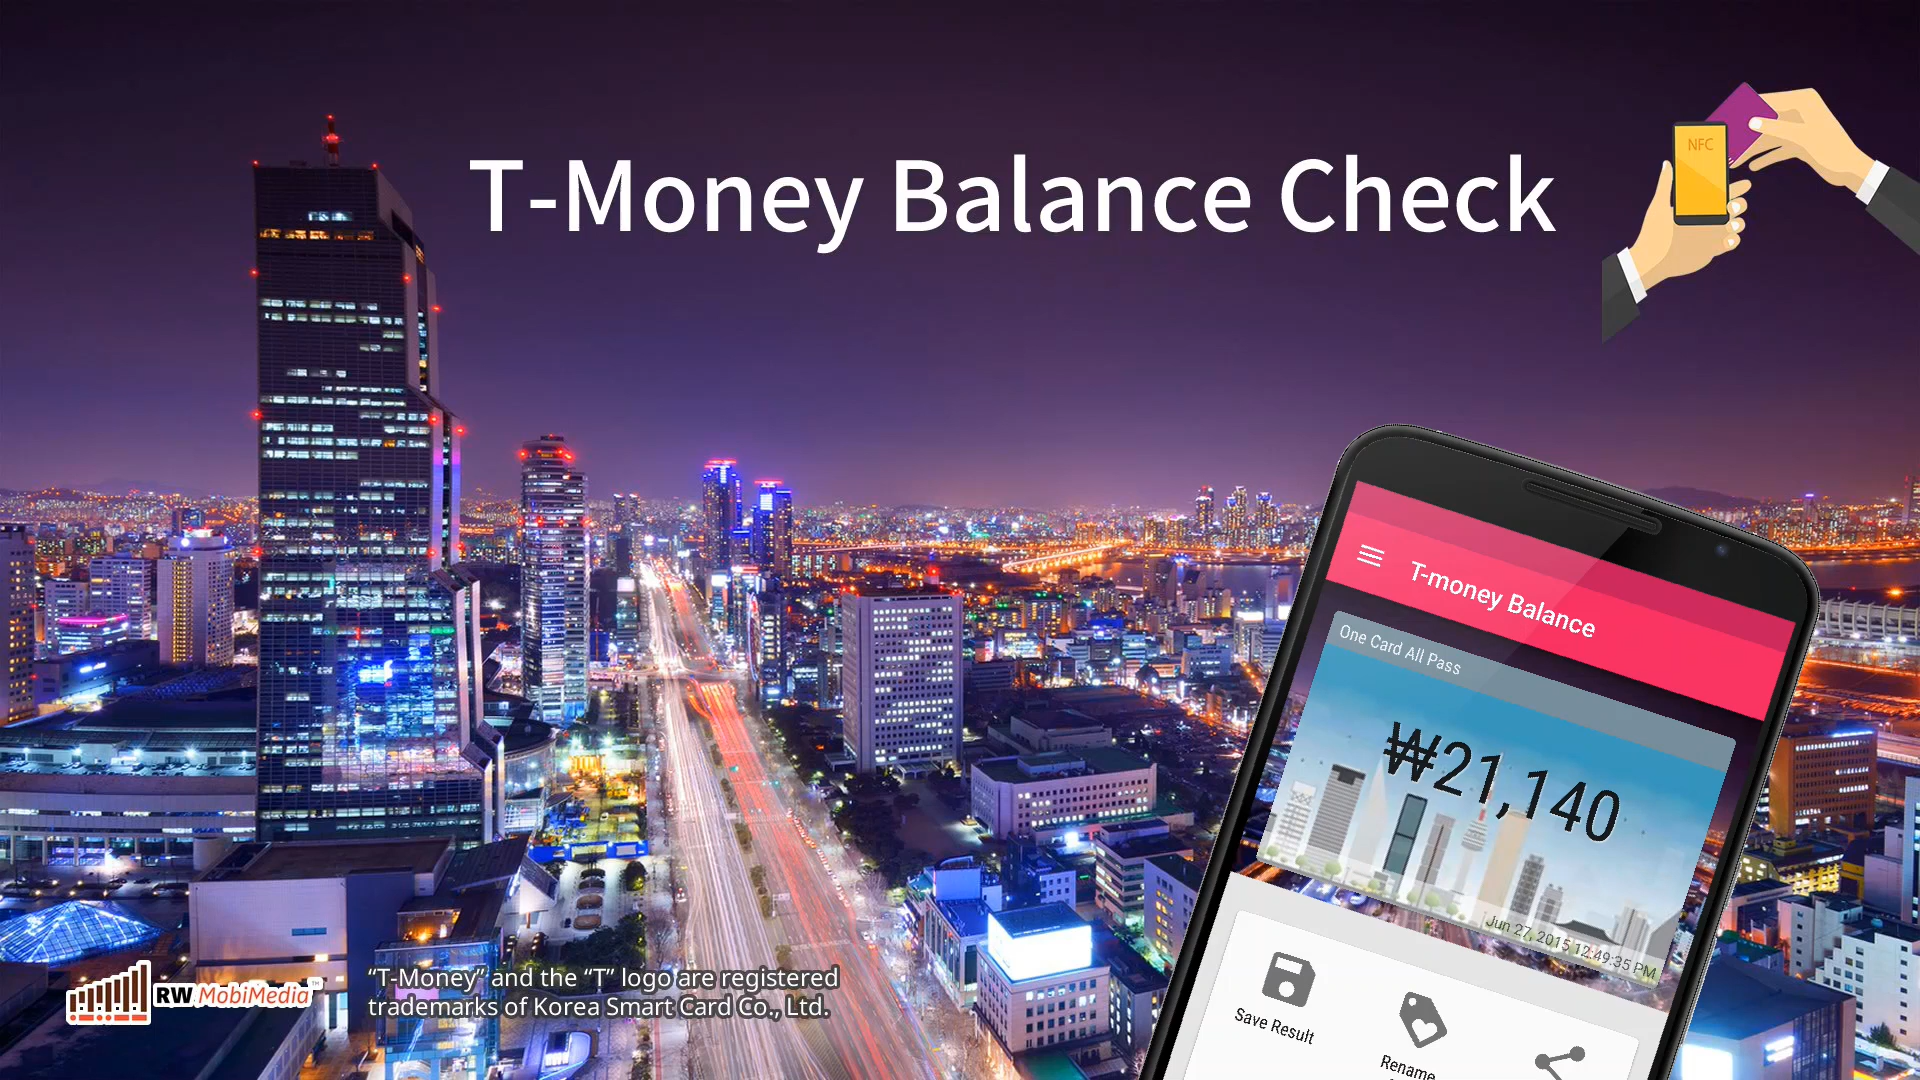 T-Money Balance Check
NFC
T-money Balance
One Card All Pass
₩21,140
Jun 27, 2015 12:49:35 PM
Save Result
Rename
RW MobiMedia™
“T-Money” and the “T” logo are registered
trademarks of Korea Smart Card Co., Ltd.